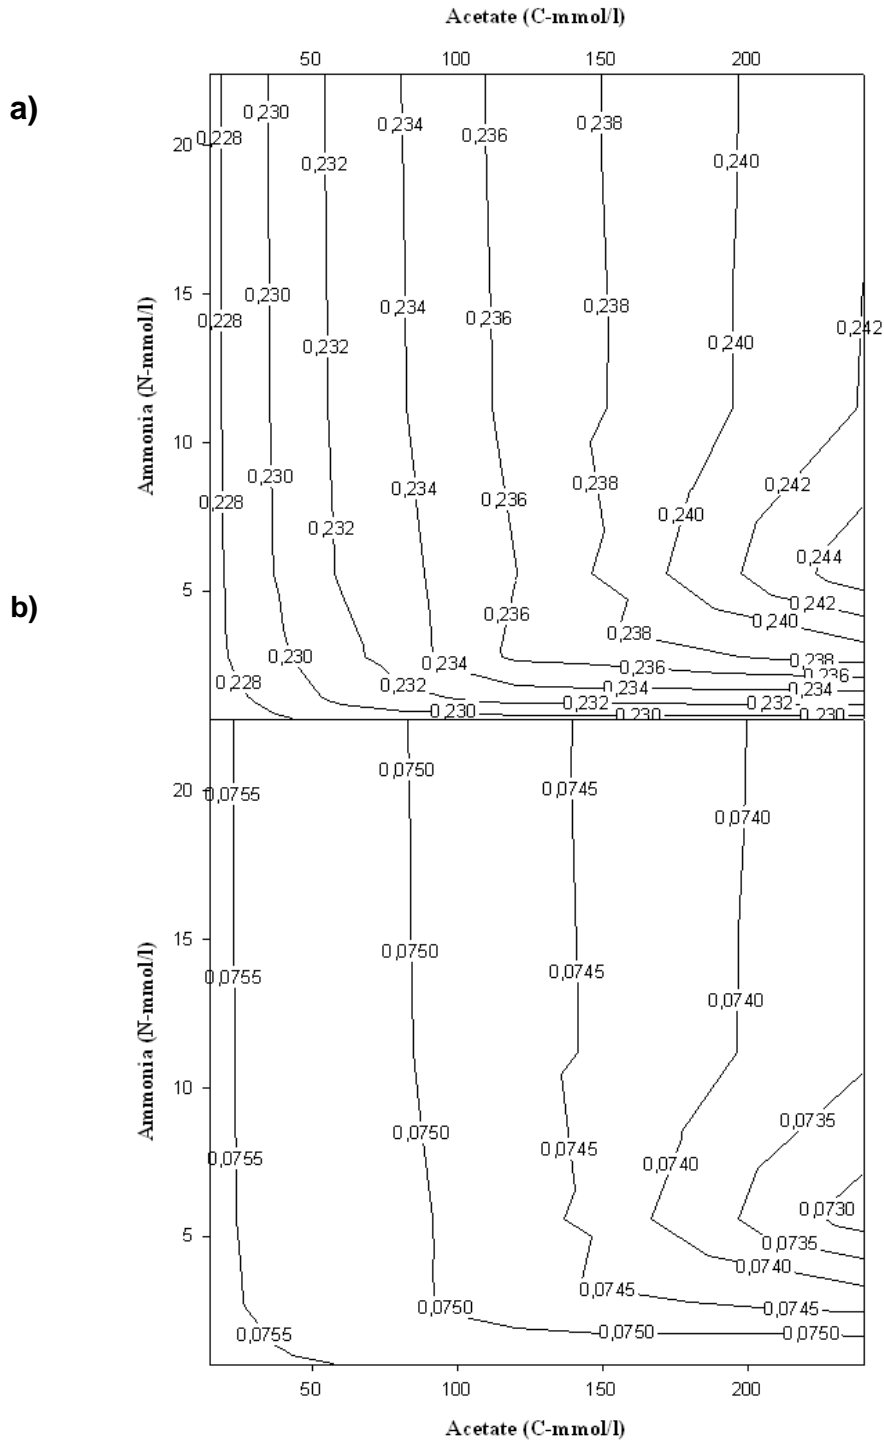 Acetate (C-mmol/l)
50 100 150 200
a)
0,230 0,234 0,238
0,228 0,236
20
0,232 0,240
15
0,230
0,228 0,234 0,236 0,238 0,242
0,232 0,240
Ammonia (N-mmol/l)
10
0,230 0,234 0,238 0,242
0,228 0,236 0,240
0,232
0,244
5
b)
0,242
0,236 0,240
0,238
0,230 0,234 0,236 0,238
0,236
0,228 0,232 0,234 0,234
0,232 0,232
0,230 0,230 0,230
0,0750
20
0,0755 0,0745
0,0740
15
0,0750
0,0755 0,0745
0,0740
Ammonia (N-mmol/l)
10
0,0750 0,0735
0,0755 0,0745 0,0740
0,0730
5
0,0735
0,0740
0,0745
0,0750 0,0745
0,0755 0,0750 0,0750
50 100 150 200
Acetate (C-mmol/l)